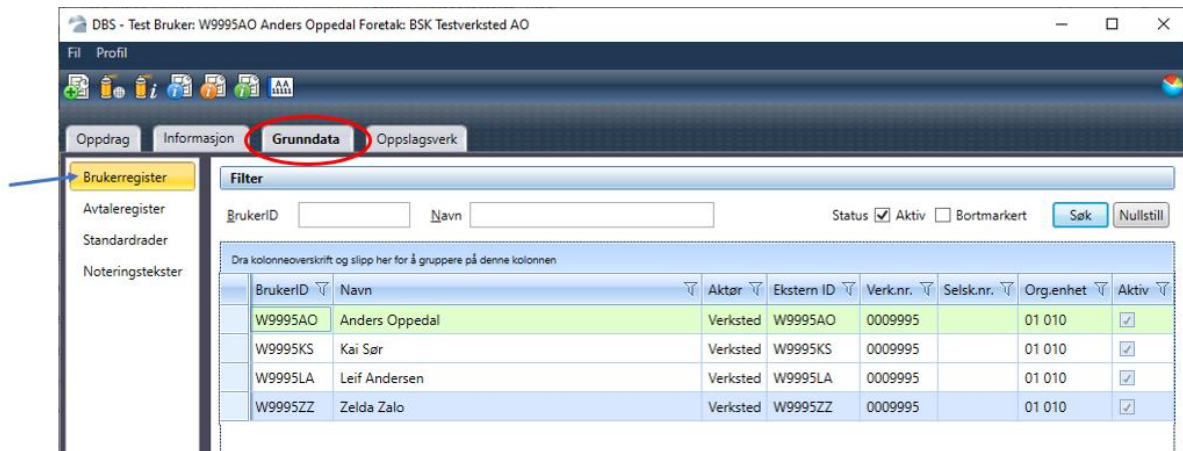 DBS - Test Bruker: W9995AO Anders Oppedal Foretak: BSK Testverksted AO
Fil Profil
AA
Oppdrag Informasjon Grunndata Oppslagsverk
Brukerregister
Avtaleregister
Standardrader
Noteringstekster
Filter
BrukerID Navn Status Aktiv Bortmarkert Søk Nullstill
Dra kolonneoverskrift og slipp her for å gruppere på denne kolonnen
BrukerID Navn Aktør Ekstern ID Verk.nr. Selsk.nr. Org.enhet Aktiv
W9995AO Anders Oppedal Verksted W9995AO 0009995 01 010
W9995KS Kai Sør Verksted W9995KS 0009995 01 010
W9995LA Leif Andersen Verksted W9995LA 0009995 01 010
W9995ZZ Zelda Zalo Verksted W9995ZZ 0009995 01 010